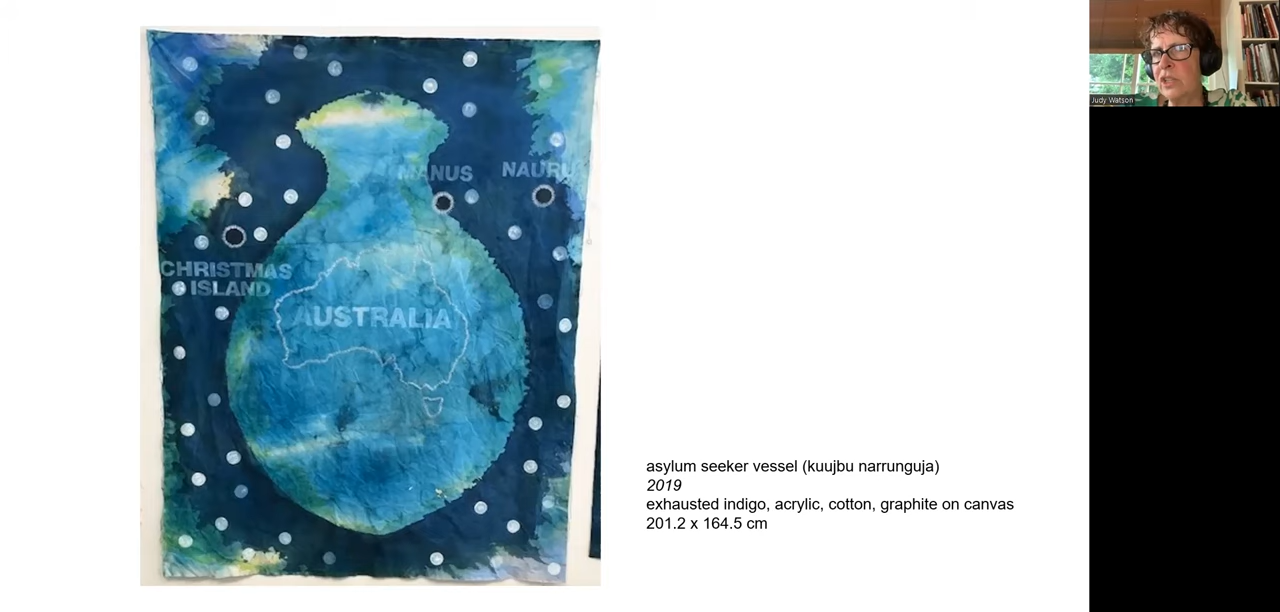 MANUS
NAURU
CHRISTMAS
ISLAND
AUSTRALIA
asylum seeker vessel (kuujbu narrunguja)
2019
exhausted indigo, acrylic, cotton, graphite on canvas
201.2 x 164.5 cm
Judy Watson